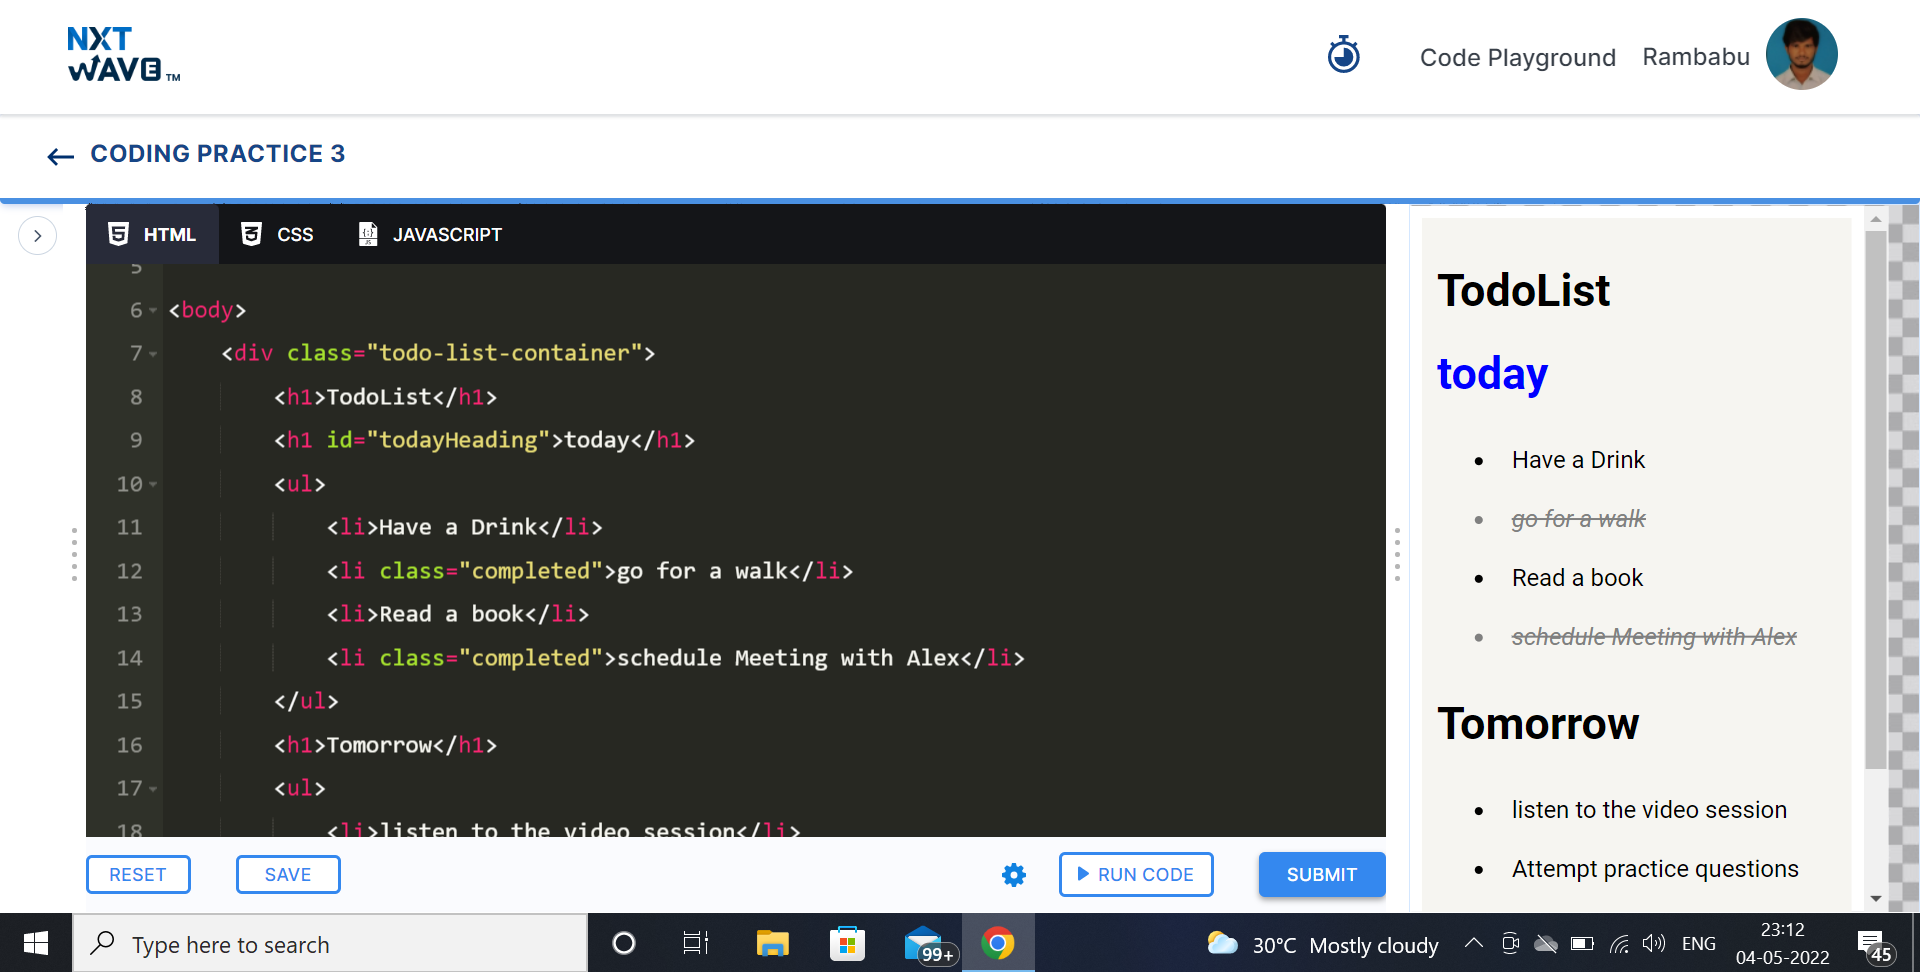 NXT
WAVE TM
Code Playground Rambabu
CODING PRACTICE 3
HTML CSS JAVASCRIPT
5
6 <body>
7 <div class="todo-list-container">
8 <h1>TodoList</h1>
9 <h1 id="todayHeading">today</h1>
10 <ul>
11 <li>Have a Drink</li>
12 <li class="completed">go for a walk</li>
13 <li>Read a book</li>
14 <li class="completed">schedule Meeting with Alex</li>
15 </ul>
16 <h1>Tomorrow</h1>
17 <ul>
18 <li>listen to the video session</li>
RESET SAVE RUN CODE SUBMIT
TodoList
today
Have a Drink
go for a walk
Read a book
schedule Meeting with Alex
Tomorrow
listen to the video session
Attempt practice questions
Type here to search
99+
30°C Mostly cloudy
ENG
23:12
04-05-2022
45